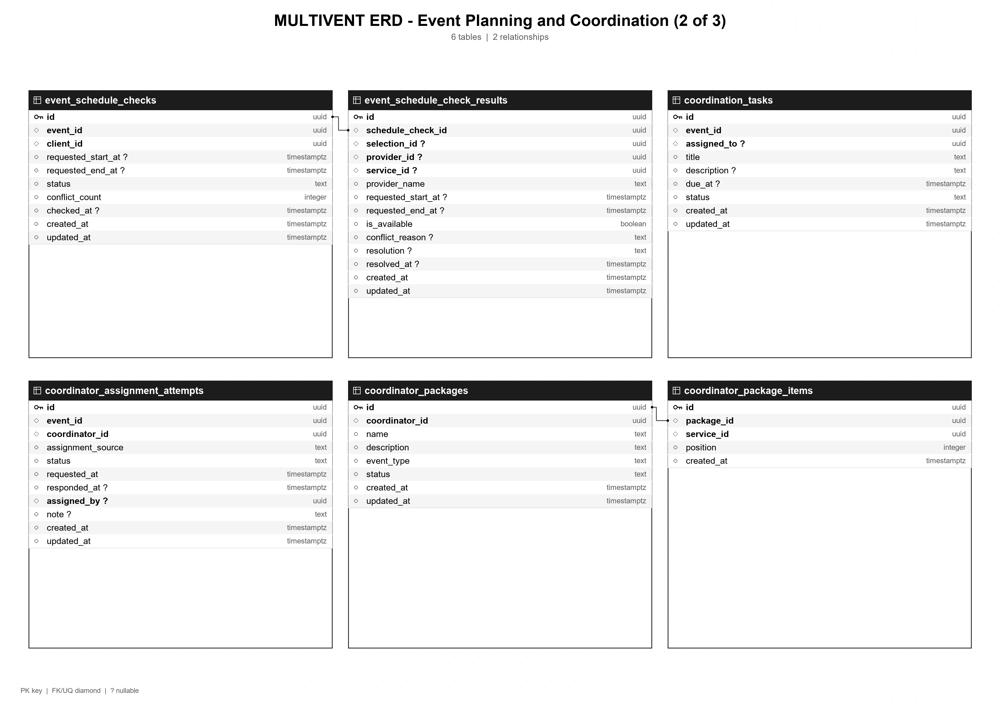 MULTIVENT ERD - Event Planning and Coordination (2 of 3)
6 tables | 2 relationships
event_schedule_checks
id uuid
event_id uuid
client_id uuid
requested_start_at ? timestamptz
requested_end_at ? timestamptz
status text
conflict_count integer
checked_at ? timestamptz
created_at timestamptz
updated_at timestamptz
event_schedule_check_results
id uuid
schedule_check_id uuid
selection_id ? uuid
provider_id ? uuid
service_id ? uuid
provider_name text
requested_start_at ? timestamptz
requested_end_at ? timestamptz
is_available boolean
conflict_reason ? text
resolution ? text
resolved_at ? timestamptz
created_at timestamptz
updated_at timestamptz
coordination_tasks
id uuid
event_id uuid
assigned_to ? uuid
title text
description ? text
due_at ? timestamptz
status text
created_at timestamptz
updated_at timestamptz
coordinator_assignment_attempts
id uuid
event_id uuid
coordinator_id uuid
assignment_source text
status text
requested_at timestamptz
responded_at ? timestamptz
assigned_by ? uuid
note ? text
created_at timestamptz
updated_at timestamptz
coordinator_packages
id uuid
coordinator_id uuid
name text
description text
event_type text
status text
created_at timestamptz
updated_at timestamptz
coordinator_package_items
id uuid
package_id uuid
service_id uuid
position integer
created_at timestamptz
PK key | FK/UQ diamond | ? nullable